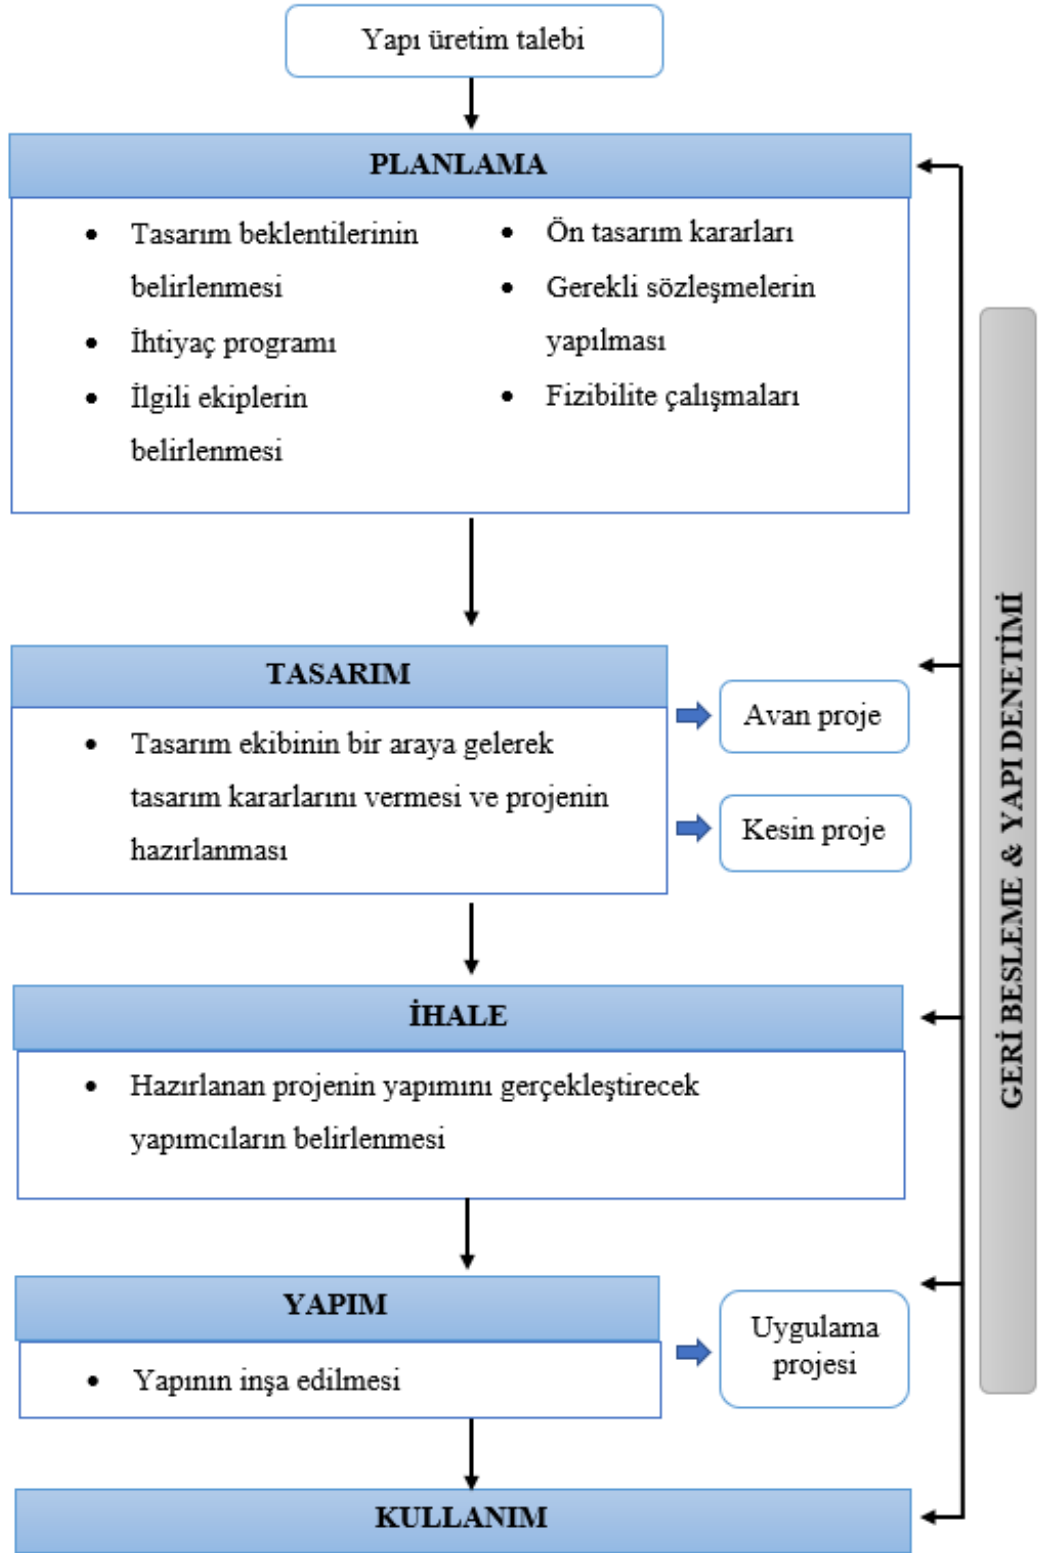 Yapı üretim talebi
PLANLAMA
• Tasarım beklentilerinin
belirlenmesi
• İhtiyaç programı
• İlgili ekiplerin
belirlenmesi
• Ön tasarım kararları
• Gerekli sözleşmelerin
yapılması
• Fizibilite çalışmaları
TASARIM
• Tasarım ekibinin bir araya gelerek
tasarım kararlarını vermesi ve projenin
hazırlanması
Avan proje
Kesin proje
İHALE
• Hazırlanan projenin yapımını gerçekleştirecek
yapımcıların belirlenmesi
YAPIM
• Yapının inşa edilmesi
Uygulama
projesi
KULLANIM
GERİ BESLEME & YAPI DENETİMİ